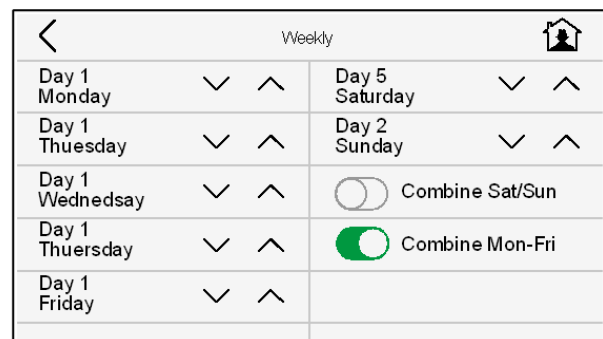 Weekly
Day 1
Monday
Day 1
Thuesday
Day 1
Wednedsay
Day 1
Thuersday
Day 1
Friday
Day 5
Saturday
Day 2
Sunday
Combine Sat/Sun
Combine Mon-Fri